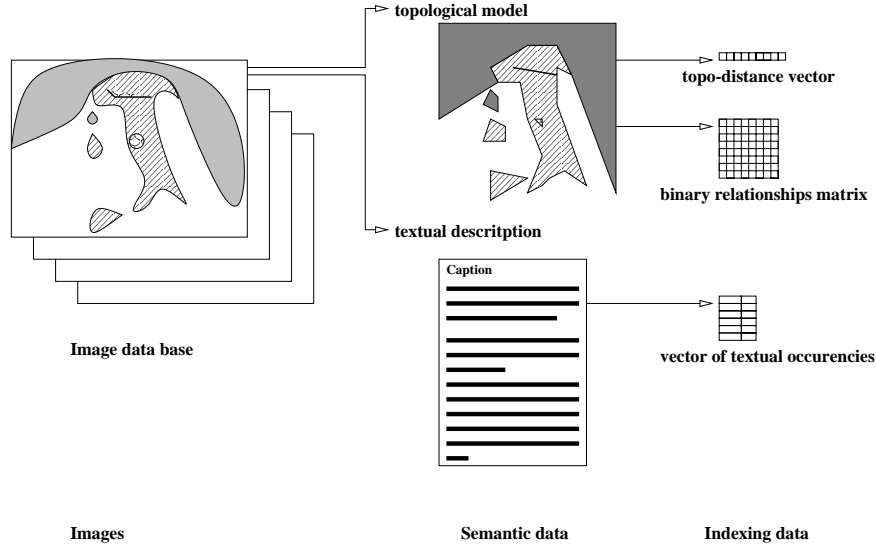 topological model
topo-distance vector
binary relationships matrix
textual descritption
Caption
Image data base
vector of textual occurencies
Images
Semantic data
Indexing data